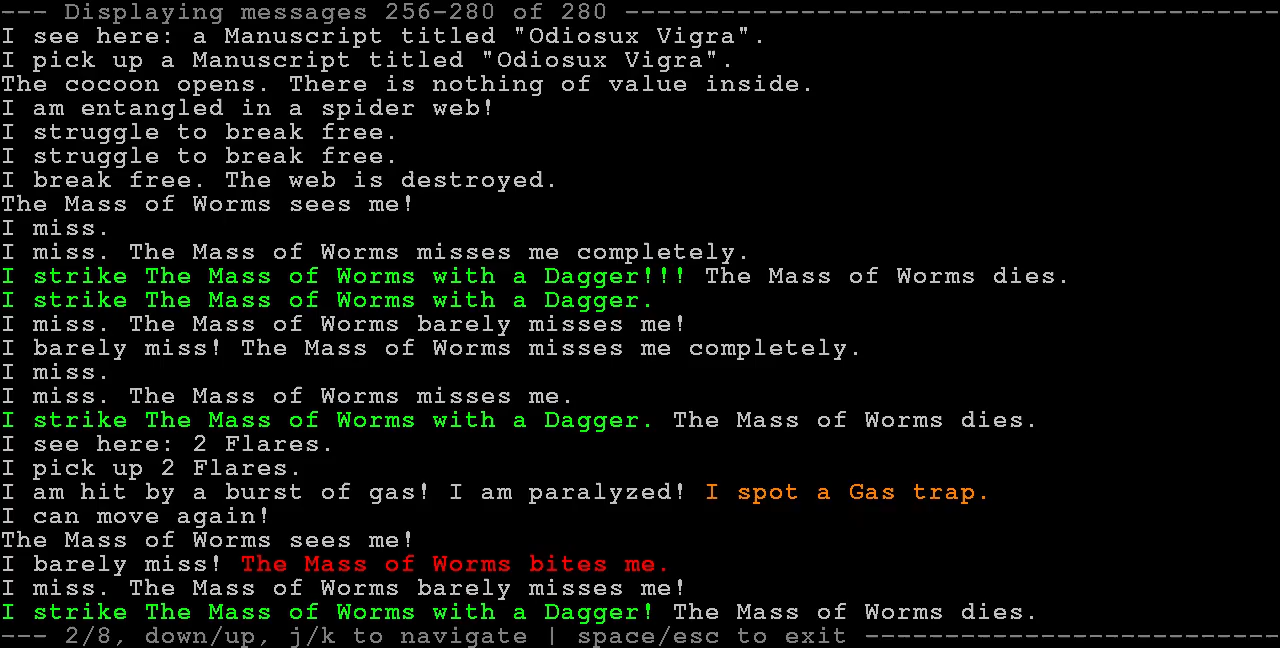 --- Displaying messages 256-280 of 280 -----------------------------------------
I see here: a Manuscript titled "Odiosux Vigra".
I pick up a Manuscript titled "Odiosux Vigra".
The cocoon opens. There is nothing of value inside.
I am entangled in a spider web!
I struggle to break free.
I struggle to break free.
I break free. The web is destroyed.
The Mass of Worms sees me!
I miss.
I miss. The Mass of Worms misses me completely.
I strike The Mass of Worms with a Dagger!!! The Mass of Worms dies.
I strike The Mass of Worms with a Dagger.
I miss. The Mass of Worms barely misses me!
I barely miss! The Mass of Worms misses me completely.
I miss.
I miss. The Mass of Worms misses me.
I strike The Mass of Worms with a Dagger. The Mass of Worms dies.
I see here: 2 Flares.
I pick up 2 Flares.
I am hit by a burst of gas! I am paralyzed! I spot a Gas trap.
I can move again!
The Mass of Worms sees me!
I barely miss! The Mass of Worms bites me.
I miss. The Mass of Worms barely misses me!
I strike The Mass of Worms with a Dagger! The Mass of Worms dies.
--- 2/8, down/up, j/k to navigate | space/esc to exit --------------------------